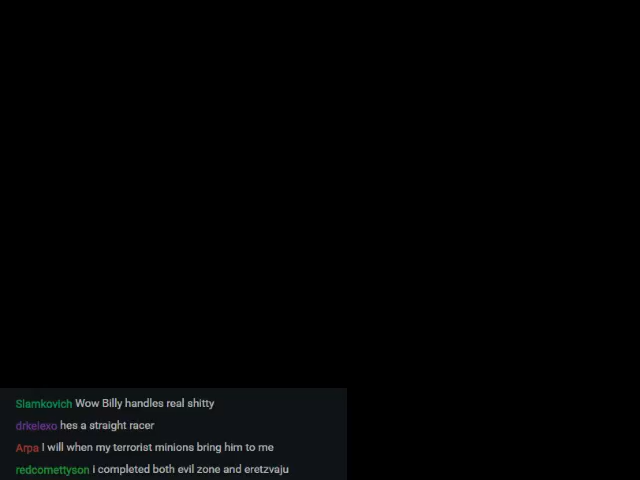 Slamkovich Wow Billy handles real shitty
drkelexo hes a straight racer
Arpa I will when my terrorist minions bring him to me
redcomettyson i completed both evil zone and eretzvaju